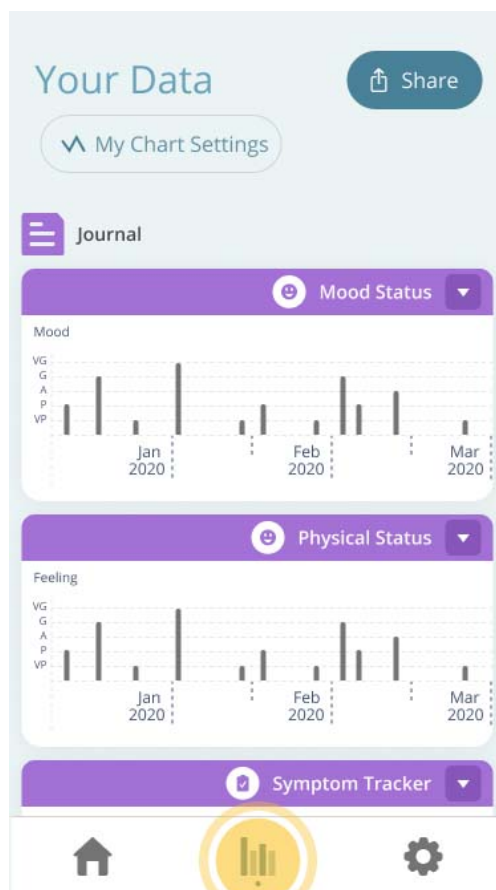 Your Data
Share
My Chart Settings
Journal
Mood Status
Mood
VG
G
A
P
VP
Jan Feb Mar
2020 2020 2020
Physical Status
Feeling
VG
G
A
P
VP
Jan Feb Mar
2020 2020 2020
Symptom Tracker